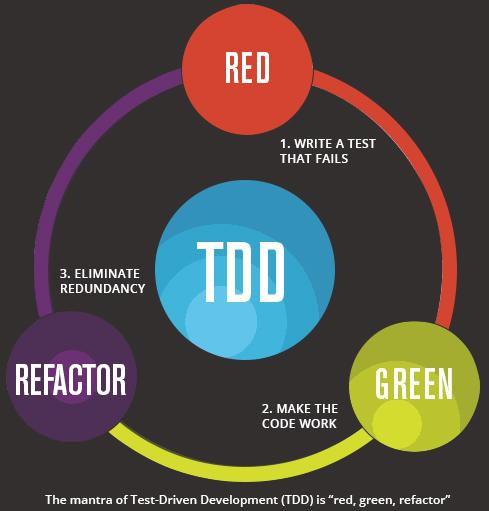 RED
1. WRITE A TEST
THAT FAILS
TDD
3. ELIMINATE
REDUNDANCY
REFACTOR
GREEN
2. MAKE THE
CODE WORK
The mantra of Test-Driven Development (TDD) is “red, green, refactor”